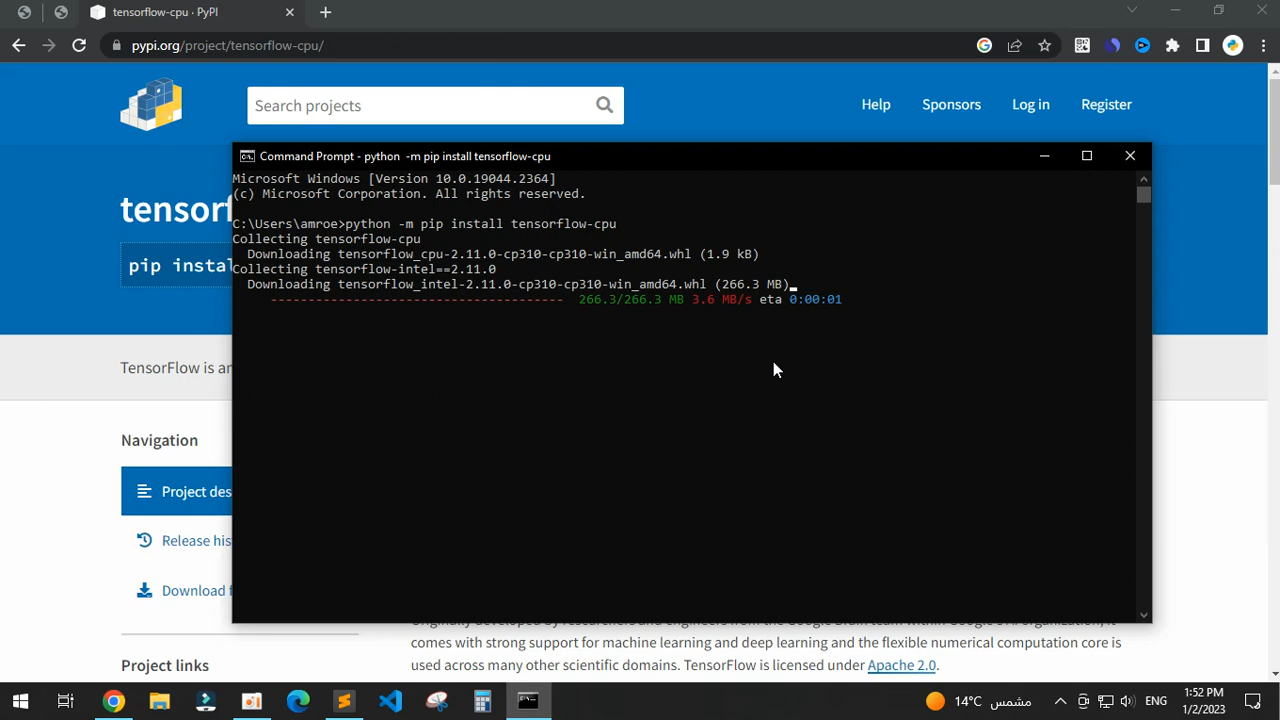 tensorflow-cpu · PyPI
pypi.org/project/tensorflow-cpu/
Search projects
Help
Sponsors
Log in
Register
Command Prompt - python  -m pip install tensorflow-cpu
Microsoft Windows [Version 10.0.19044.2364]
(c) Microsoft Corporation. All rights reserved.
C:\Users\amroe>python -m pip install tensorflow-cpu
Collecting tensorflow-cpu
Downloading tensorflow_cpu-2.11.0-cp310-cp310-win_amd64.whl (1.9 kB)
Collecting tensorflow-intel==2.11.0
Downloading tensorflow_intel-2.11.0-cp310-cp310-win_amd64.whl (266.3 MB)
--------------------------------------- 266.3/266.3 MB 3.6 MB/s eta 0:00:01
tensorf
pip instal
TensorFlow is an
Navigation
Project des
Release his
Download f
Project links
comes with strong support for machine learning and deep learning and the flexible numerical computation core is
used across many other scientific domains. TensorFlow is licensed under Apache 2.0.
14°C مشمس
ENG
1:52 PM
1/2/2023